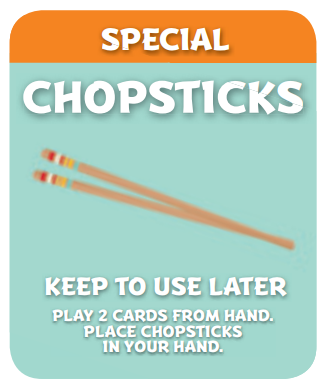 SPECIAL
CHOPSTICKS
KEEP TO USE LATER
PLAY 2 CARDS FROM HAND.
PLACE CHOPSTICKS
IN YOUR HAND.